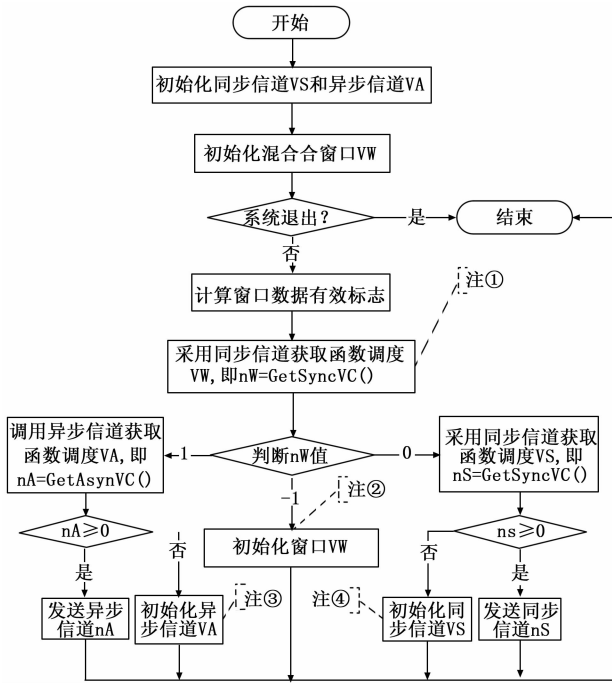 开始
初始化同步信道VS和异步信道VA
初始化混合合窗口VW
系统退出?
是
结束
否
计算窗口数据有效标志
注①
采用同步信道获取函数调度
VW,即nW=GetSyncVC()
调用异步信道获取
函数调度VA,即
nA=GetAsynVC()
1
判断nW值
0
采用同步信道获取
函数调度VS,即
nS=GetSyncVC()
-1
注②
nA≥0
否
初始化窗口VW
否
ns≥0
是
是
发送异步
信道nA
初始化异
步信道VA
注③
注④
初始化同
步信道VS
发送同步
信道nS